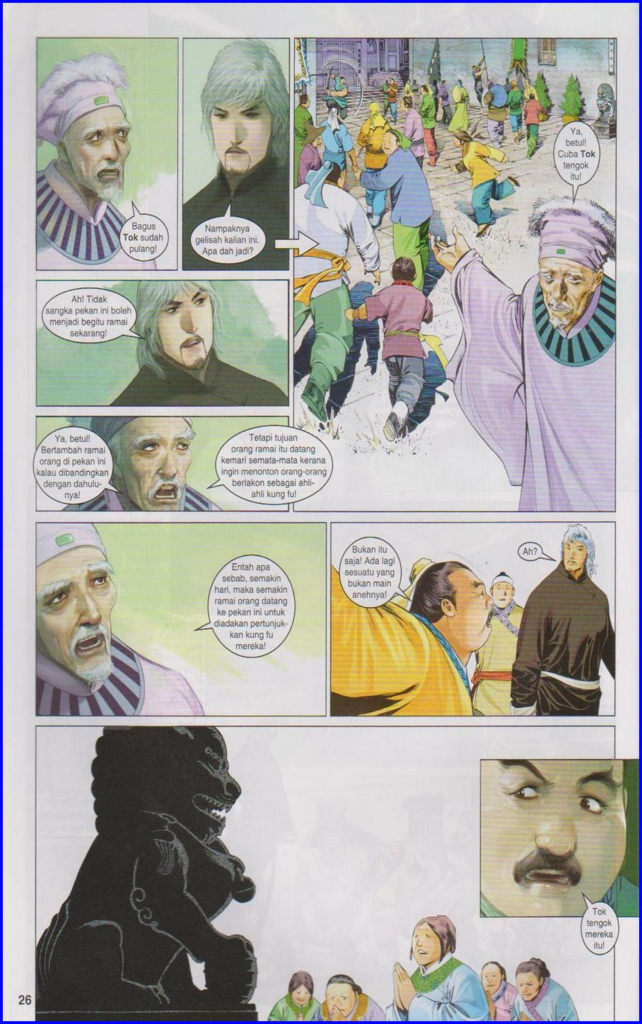 Bagus
Tok sudah
pulang!
Nampaknya
gelisah kalian ini.
Apa dah jadi?
Ya,
betul!
Cuba Tok
tengok
itu!
Ah! Tidak
sangka pekan ini boleh
menjadi begitu ramai
sekarang!
Ya, betul!
Bertambah ramai
orang di pekan ini
kalau dibandingkan
dengan dahulu-
nya!
Tetapi tujuan
orang ramai itu datang
kemari semata-mata kerana
ingin menonton orang-orang
berlakon sebagai ahli-
ahli kung fu!
Entah apa
sebab, semakin
hari, maka semakin
ramai orang datang
ke pekan ini untuk
diadakan pertunjuk-
kan kung fu
mereka!
Bukan itu
saja! Ada lagi
sesuatu yang
bukan main
anehnya!
Ah?
Tok
tengok
mereka
itu!
26